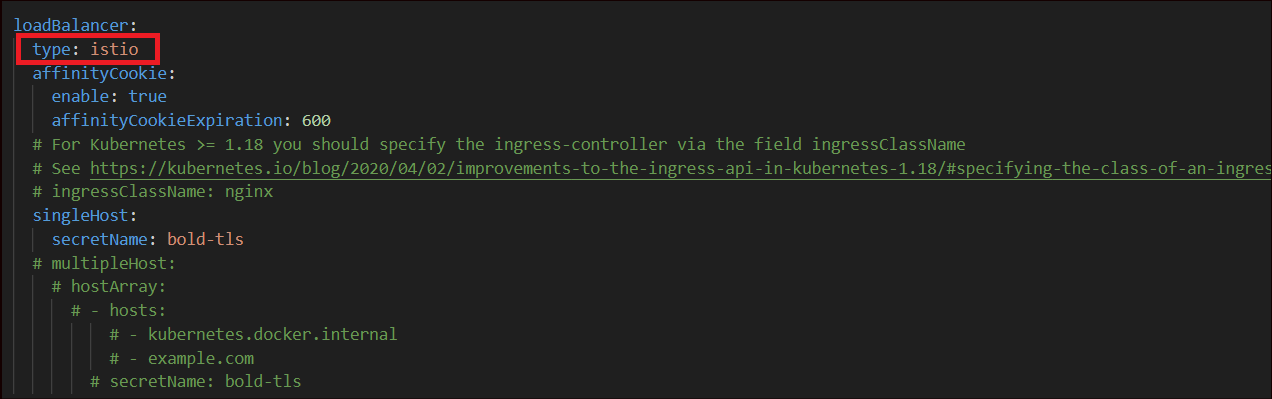 loadBalancer:
type: istio
affinityCookie:
enable: true
affinityCookieExpiration: 600
# For Kubernetes >= 1.18 you should specify the ingress-controller via the field ingressClassName
# See https://kubernetes.io/blog/2020/04/02/improvements-to-the-ingress-api-in-kubernetes-1.18/#specifying-the-class-of-an-ingres
# ingressClassName: nginx
singleHost:
secretName: bold-tls
# multipleHost:
# hostArray:
# - hosts:
# - kubernetes.docker.internal
# - example.com
# secretName: bold-tls